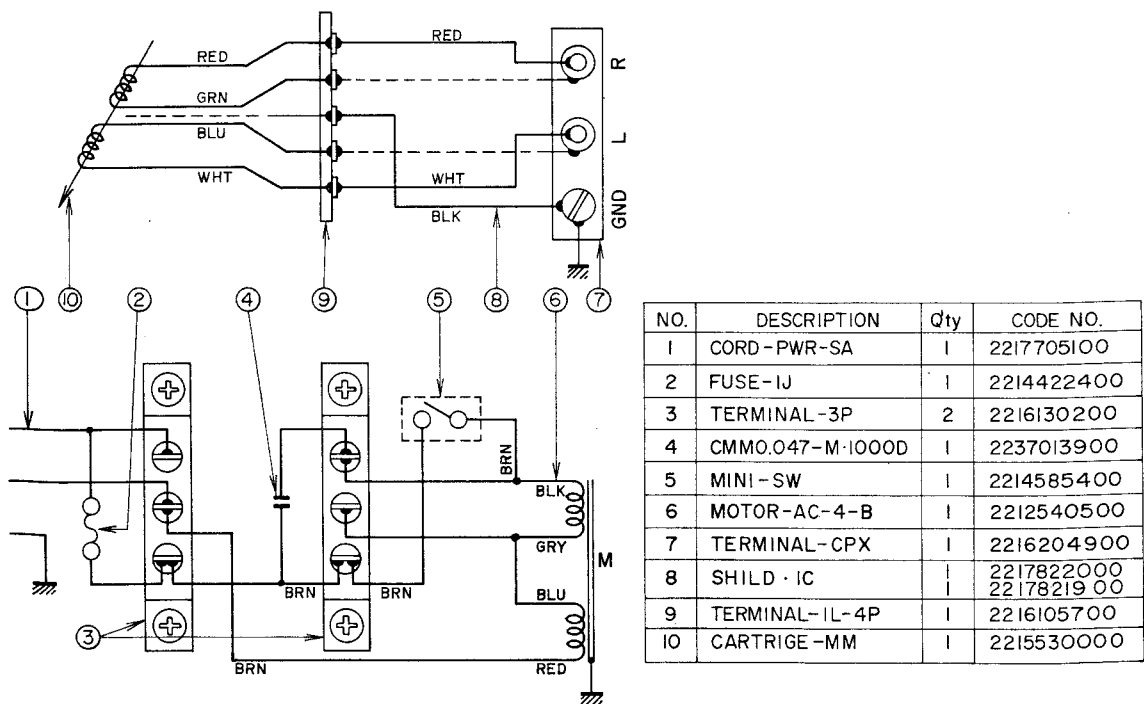 RED RED
GRN
BLU
WHT WHT
BLK
R
L
GND
1 10 2 4 9 5 8 6 7
BRN
BLK
GRY
M
BLU
BRN BRN
3
BRN RED
NO. DESCRIPTION Q'ty CODE NO.
1 CORD-PWR-SA 1 2217705100
2 FUSE-1J 1 2214422400
3 TERMINAL-3P 2 2216130200
4 CMM0.047-M·1000D 1 2237013900
5 MINI-SW 1 2214585400
6 MOTOR-AC-4-B 1 2212540500
7 TERMINAL-CPX 1 2216204900
8 SHILD·1C 1 2217822000
1 2217821900
9 TERMINAL-1L-4P 1 2216105700
10 CARTRIGE-MM 1 2215530000